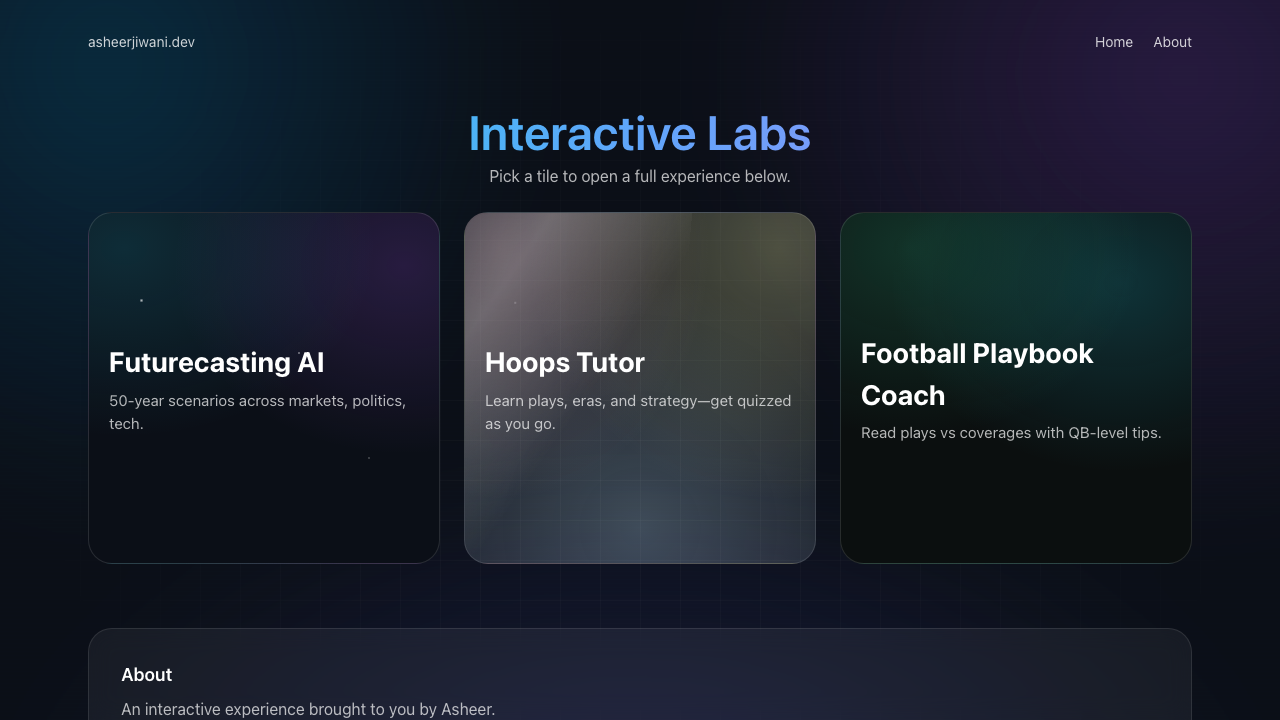 asheerjiwani.dev
Home
About
Interactive Labs
Pick a tile to open a full experience below.
Futurecasting AI
50-year scenarios across markets, politics,
tech.
Hoops Tutor
Learn plays, eras, and strategy—get quizzed
as you go.
Football Playbook
Coach
Read plays vs coverages with QB-level tips.
About
An interactive experience brought to you by Asheer.